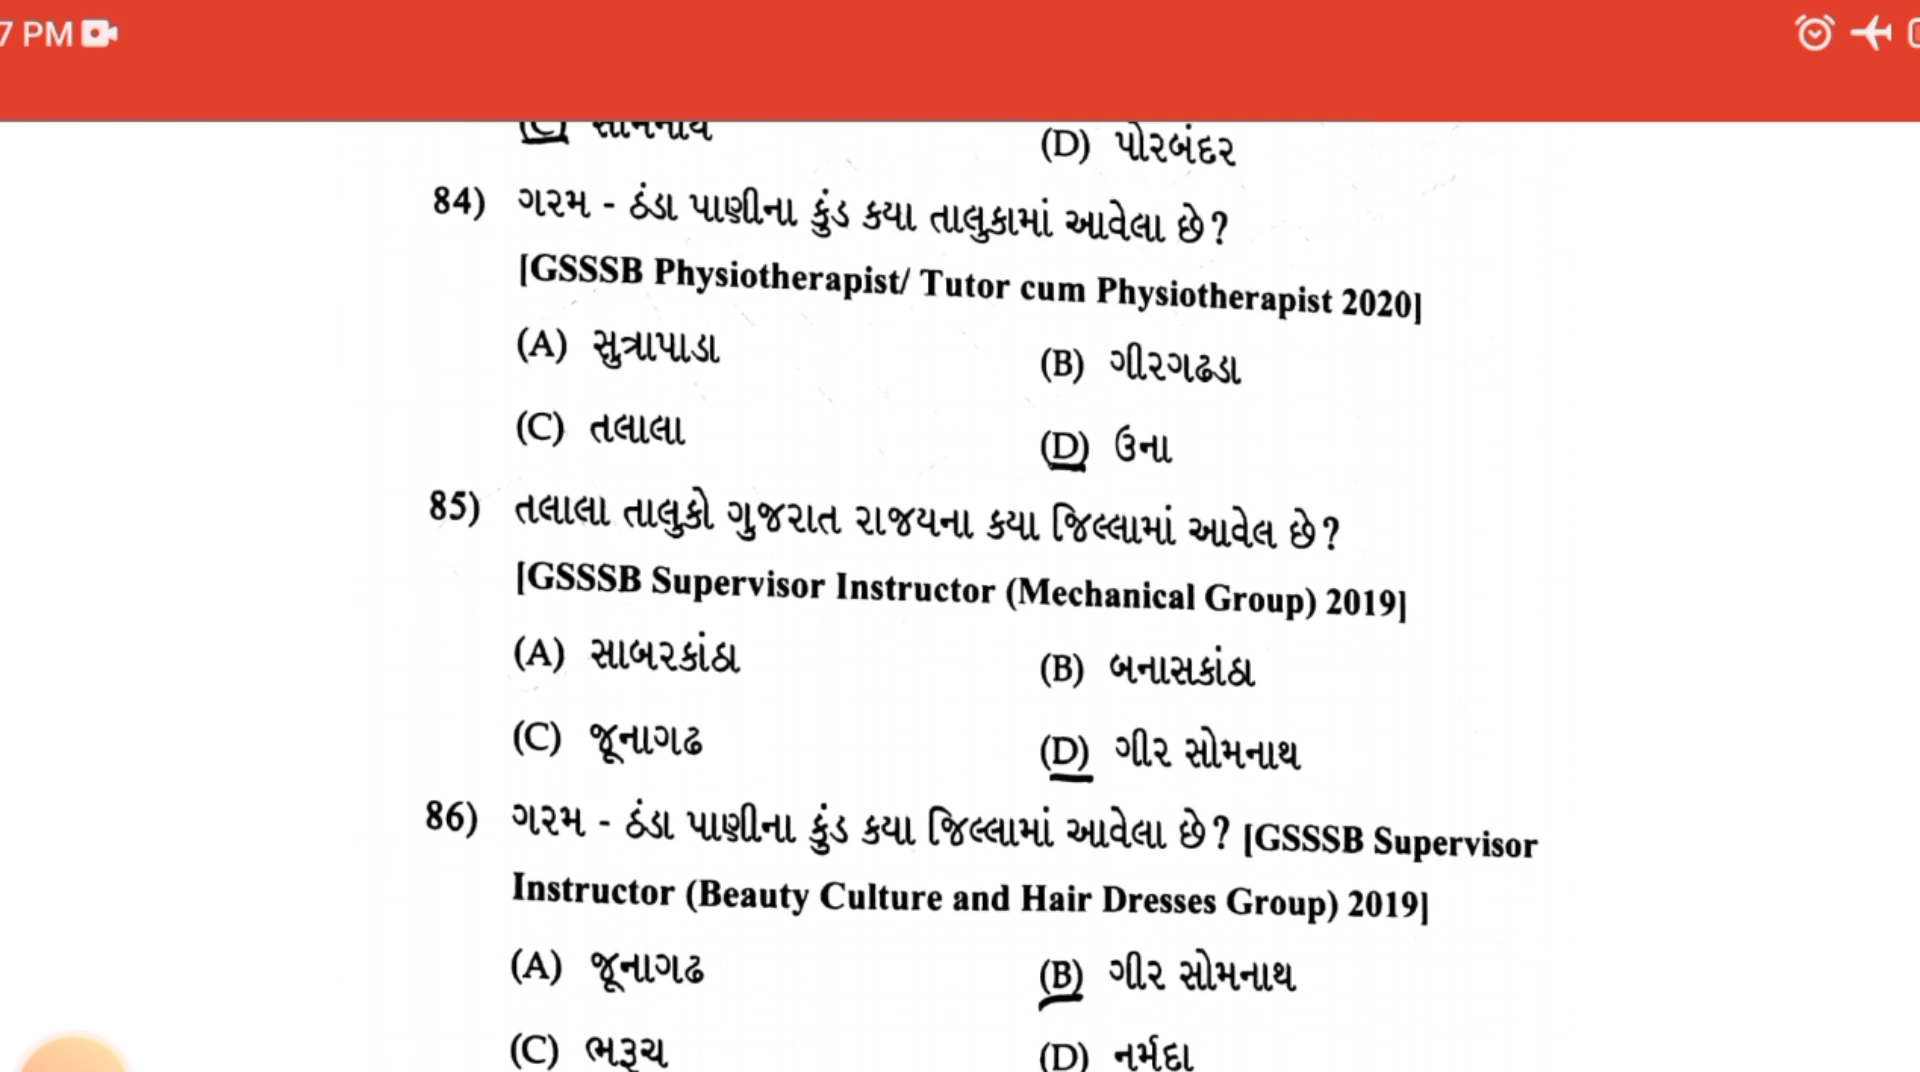 7 PM
(D) પોરબંદર
84) ગરમ - ઠંડા પાણીના કુંડ કયા તાલુકામાં આવેલા છે?
[GSSSB Physiotherapist/ Tutor cum Physiotherapist 2020]
(A) સુત્રાપાડા (B) ગીરગઢડા
(C) તલાલા (D) ઉના
85) તલાલા તાલુકો ગુજરાત રાજયના કયા જિલ્લામાં આવેલ છે?
[GSSSB Supervisor Instructor (Mechanical Group) 2019]
(A) સાબરકાંઠા (B) બનાસકાંઠા
(C) જૂનાગઢ (D) ગીર સોમનાથ
86) ગરમ - ઠંડા પાણીના કુંડ કયા જિલ્લામાં આવેલા છે? [GSSSB Supervisor
Instructor (Beauty Culture and Hair Dresses Group) 2019]
(A) જૂનાગઢ (B) ગીર સોમનાથ
(C) ભરૂચ (D) નર્મદા